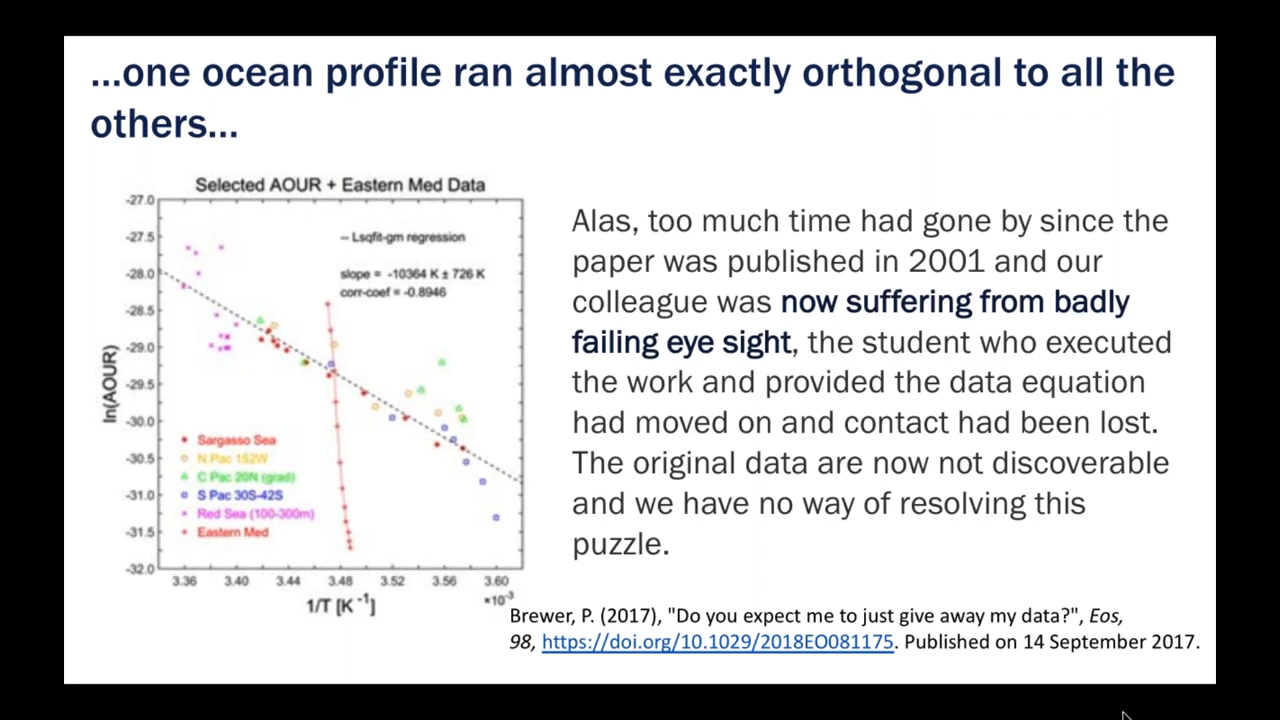 ...one ocean profile ran almost exactly orthogonal to all the
others...
Selected AOUR + Eastern Med Data
-27.0
-27.5
-28.0
-28.5
-29.0
-29.5
-30.0
-30.5
-31.0
-31.5
-32.0
ln(AOUR)
-- Lsqfit-gm regression
slope = -10364 K ± 726 K
corr-coef = -0.8946
Sargasso Sea
N Pac 152W
C Pac 20N (grad)
S Pac 30S-42S
Red Sea (100-300m)
Eastern Med
3.36 3.40 3.44 3.48 3.52 3.56 3.60
×10⁻³
1/T [K⁻¹]
Alas, too much time had gone by since the
paper was published in 2001 and our
colleague was now suffering from badly
failing eye sight, the student who executed
the work and provided the data equation
had moved on and contact had been lost.
The original data are now not discoverable
and we have no way of resolving this
puzzle.
Brewer, P. (2017), "Do you expect me to just give away my data?", Eos,
98, https://doi.org/10.1029/2018EO081175. Published on 14 September 2017.